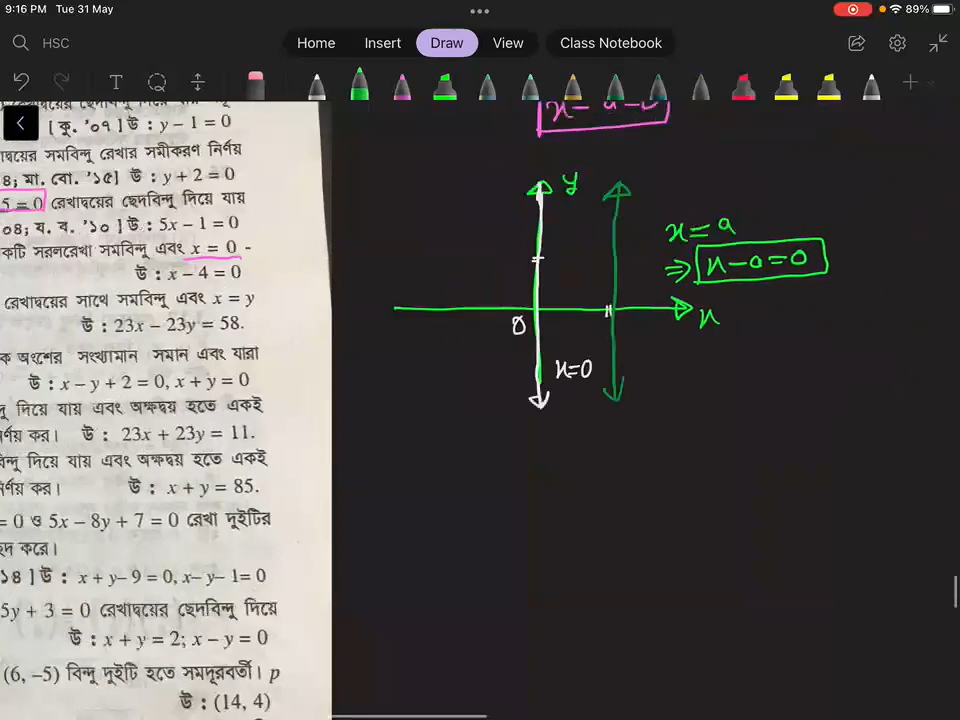 9:16 PM Tue 31 May
89%
HSC
Home Insert Draw View Class Notebook
[ কু. '০৭ ] উ : y − 1 = 0
দ্বয়ের সমবিন্দু রেখার সমীকরণ নির্ণয়
৪; মা. বো. '১৫] উ : y + 2 = 0
5 = 0 রেখাদ্বয়ের ছেদবিন্দু দিয়ে যায়
০৪; য. ব. '১০ ] উ : 5x − 1 = 0
কটি সরলরেখা সমবিন্দু এবং x = 0 -
উ : x − 4 = 0
রেখাদ্বয়ের সাথে সমবিন্দু এবং x = y
উ : 23x − 23y = 58.
ক অংশের সংখ্যামান সমান এবং যারা
উ : x − y + 2 = 0, x + y = 0
দু দিয়ে যায় এবং অক্ষদ্বয় হতে একই
র্ণয় কর। উ : 23x + 23y = 11.
বিন্দু দিয়ে যায় এবং অক্ষদ্বয় হতে একই
র্ণয় কর। উ : x + y = 85.
= 0 ও 5x − 8y + 7 = 0 রেখা দুইটির
ছদ করে।
১৪ ] উ : x + y − 9 = 0, x − y − 1 = 0
5y + 3 = 0 রেখাদ্বয়ের ছেদবিন্দু দিয়ে
উ : x + y = 2; x − y = 0
(6, −5) বিন্দু দুইটি হতে সমদূরবর্তী। p
উ : (14, 4)
y
x = a
⇒ x − a = 0
0
x
x=0